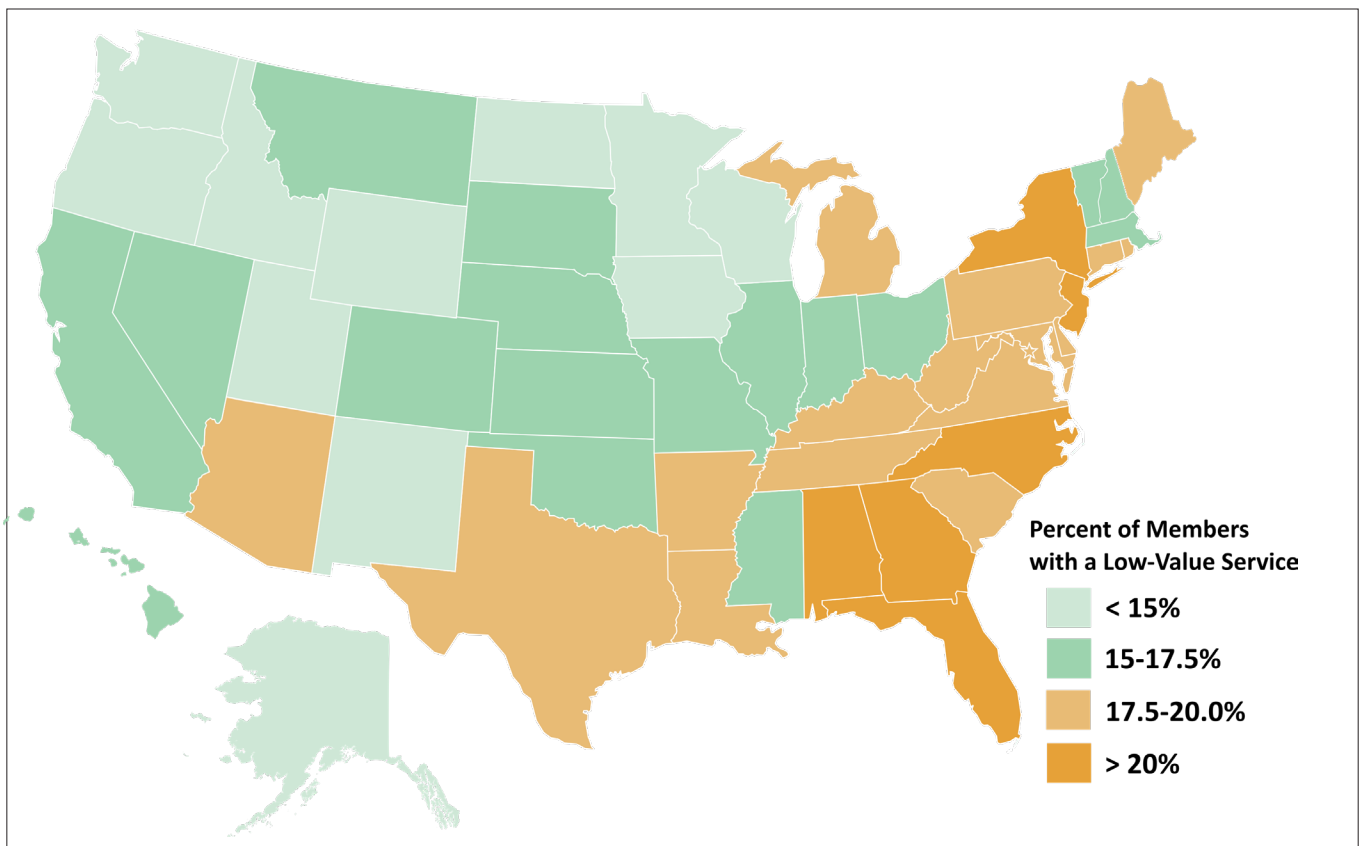 Percent of Members
with a Low-Value Service
< 15%
15-17.5%
17.5-20.0%
> 20%